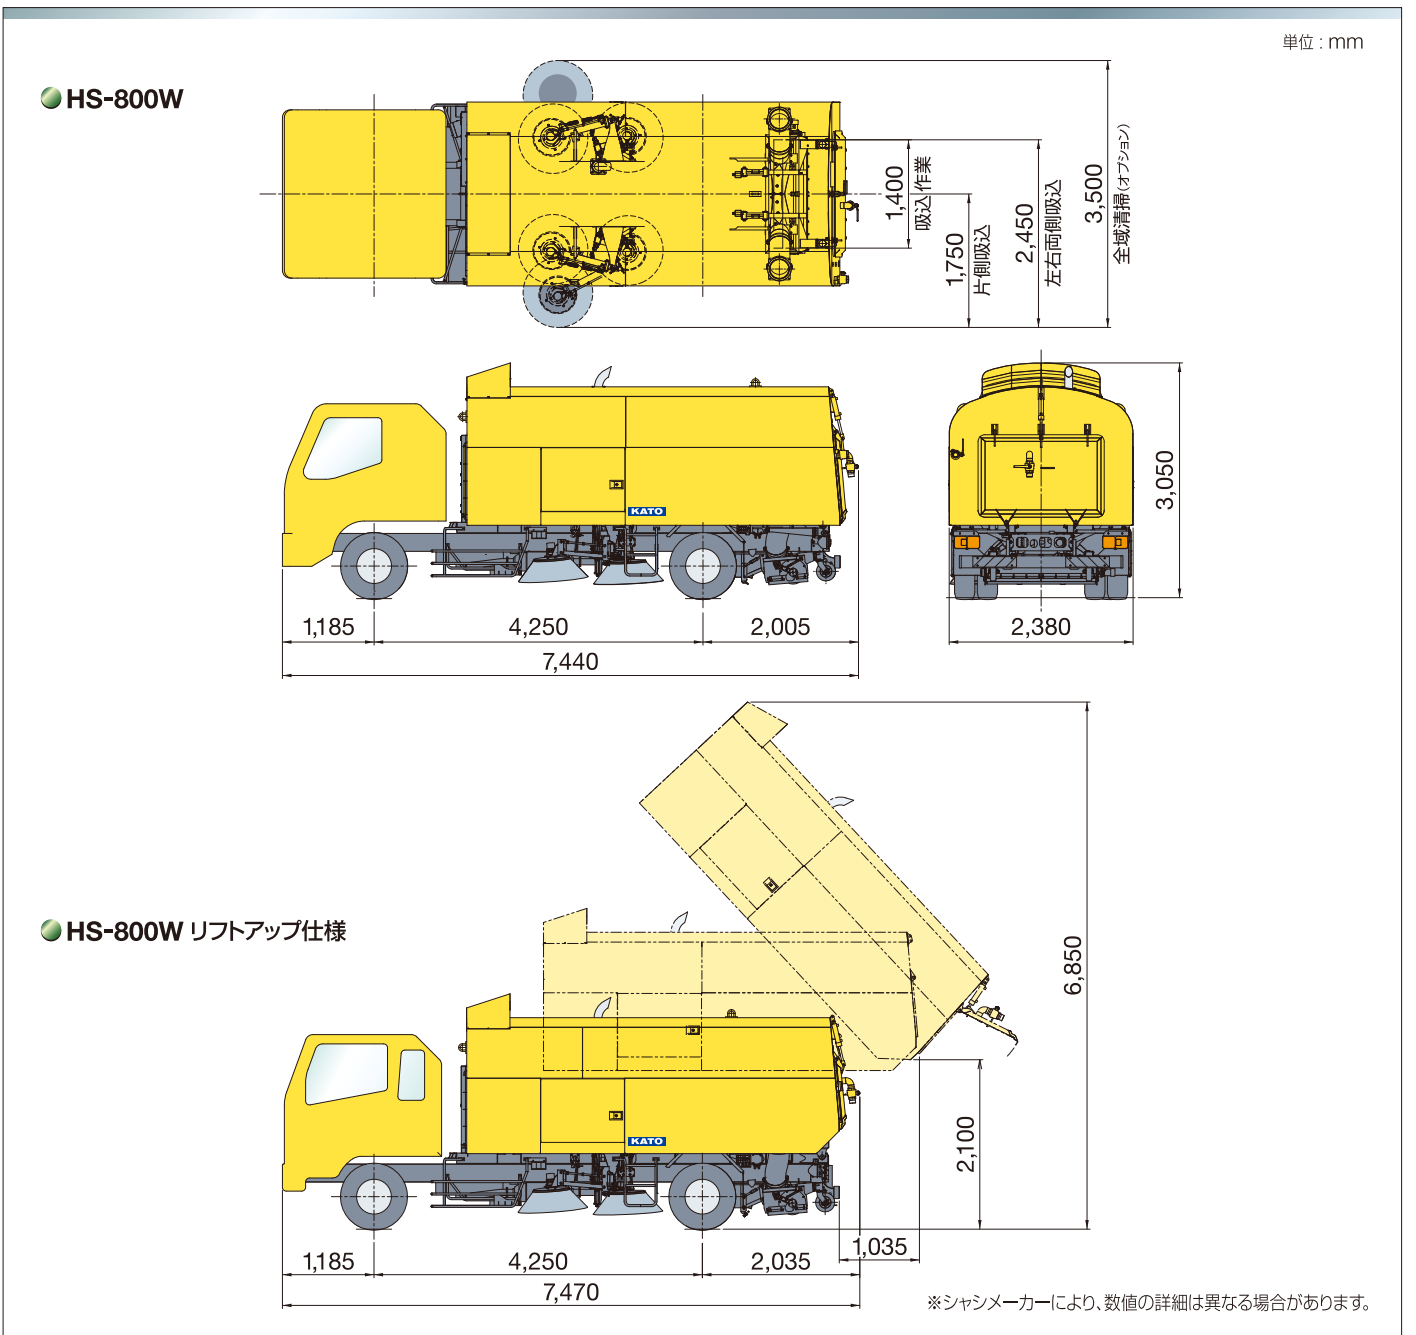 単位 : mm
HS-800W
1,400
吸込作業
1,750
片側吸込
2,450
左右両側吸込
3,500
全域清掃(オプション)
KATO
3,050
1,185
4,250
2,005
2,380
7,440
HS-800W リフトアップ仕様
6,850
KATO
2,100
1,035
1,185
4,250
2,035
7,470
※シャシメーカーにより、数値の詳細は異なる場合があります。